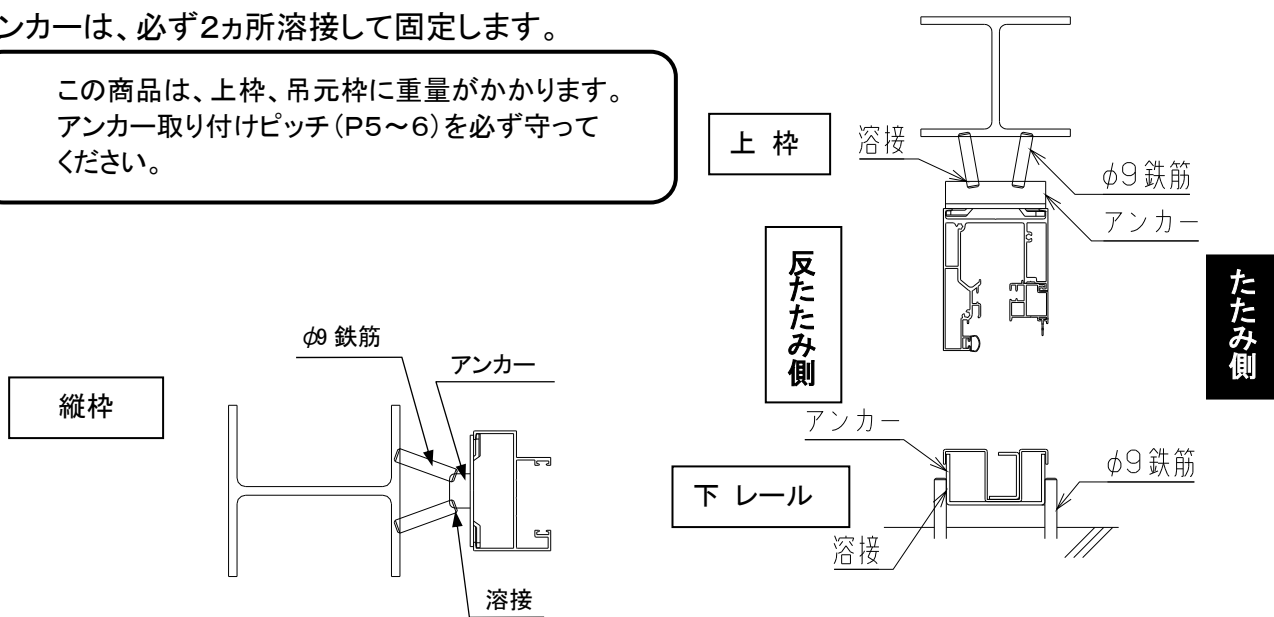 ンカーは、必ず２ヵ所溶接して固定します。
この商品は、上枠、吊元枠に重量がかかります。
アンカー取り付けピッチ（Ｐ５～６）を必ず守って
ください。
上 枠
溶接
φ9鉄筋
アンカー
反たたみ側
たたみ側
縦枠
φ9 鉄筋
アンカー
溶接
下 レール
アンカー
φ9鉄筋
溶接